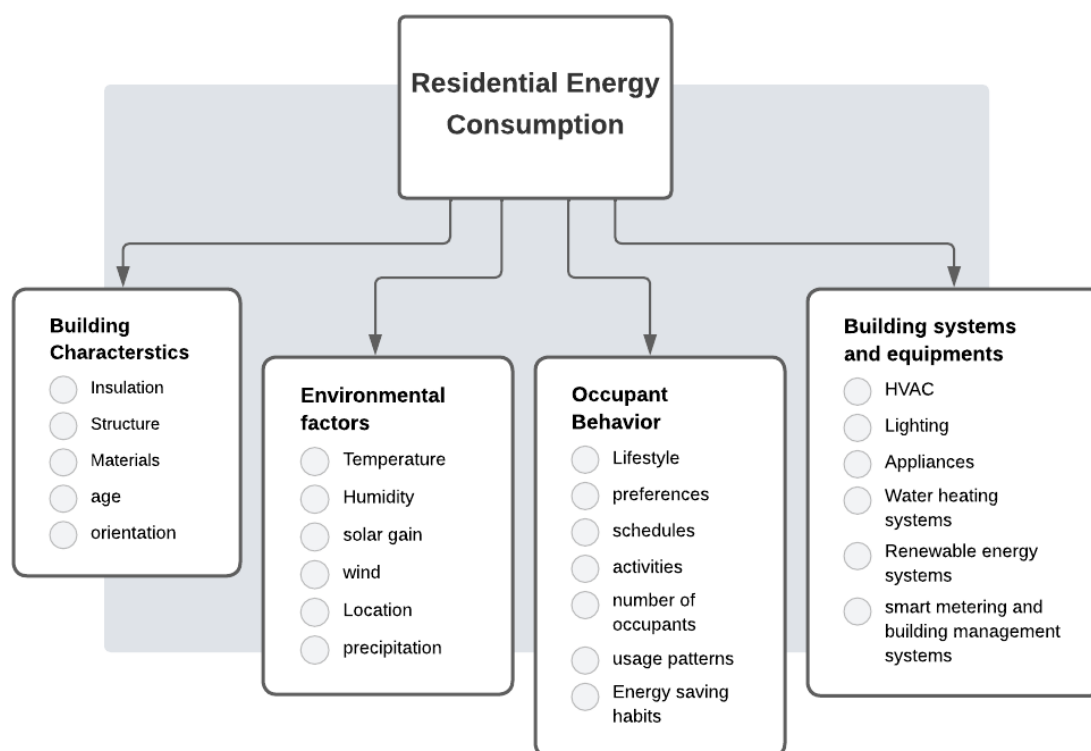 Residential Energy
Consumption
Building
Characterstics
Insulation
Structure
Materials
age
orientation
Environmental
factors
Temperature
Humidity
solar gain
wind
Location
precipitation
Occupant
Behavior
Lifestyle
preferences
schedules
activities
number of
occupants
usage patterns
Energy saving
habits
Building systems
and equipments
HVAC
Lighting
Appliances
Water heating
systems
Renewable energy
systems
smart metering and
building management
systems